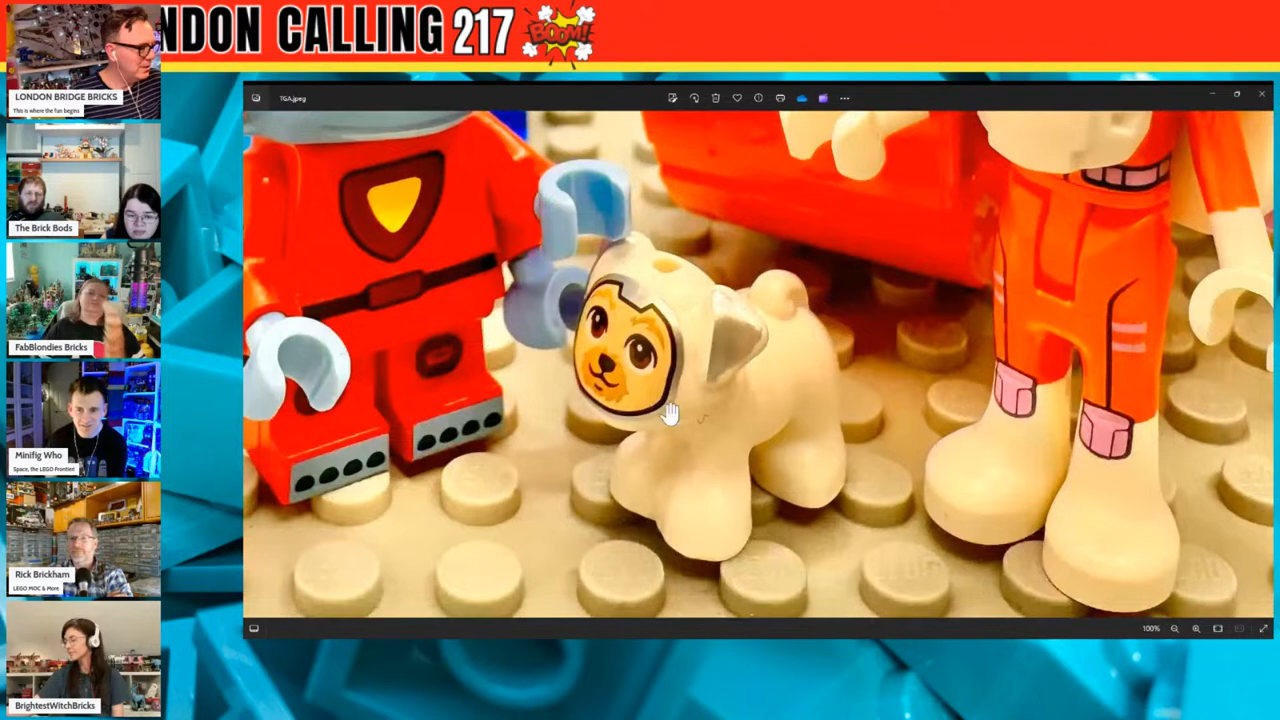 NDON CALLING 217
BOOM!
LONDON BRIDGE BRICKS
This is where the fun begins
TGA.jpeg
The Brick Bods
FabBlondies Bricks
Minifig Who
Space, the LEGO Frontier!
Rick Brickham
LEGO MOC & More
BrightestWitchBricks
100%